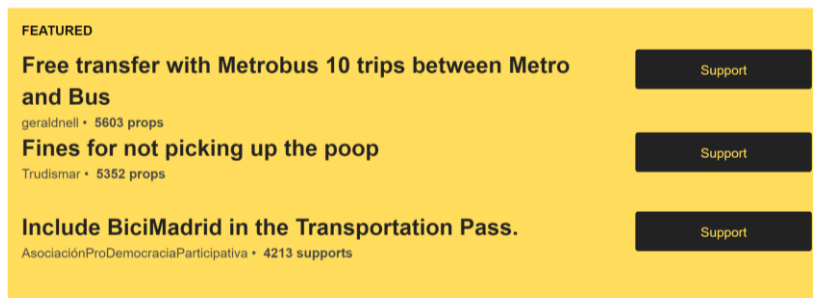 FEATURED
Free transfer with Metrobus 10 trips between Metro
and Bus
Support
geraldnell • 5603 props
Fines for not picking up the poop
Support
Trudismar • 5352 props
Include BiciMadrid in the Transportation Pass.
Support
AsociaciónProDemocraciaParticipativa • 4213 supports